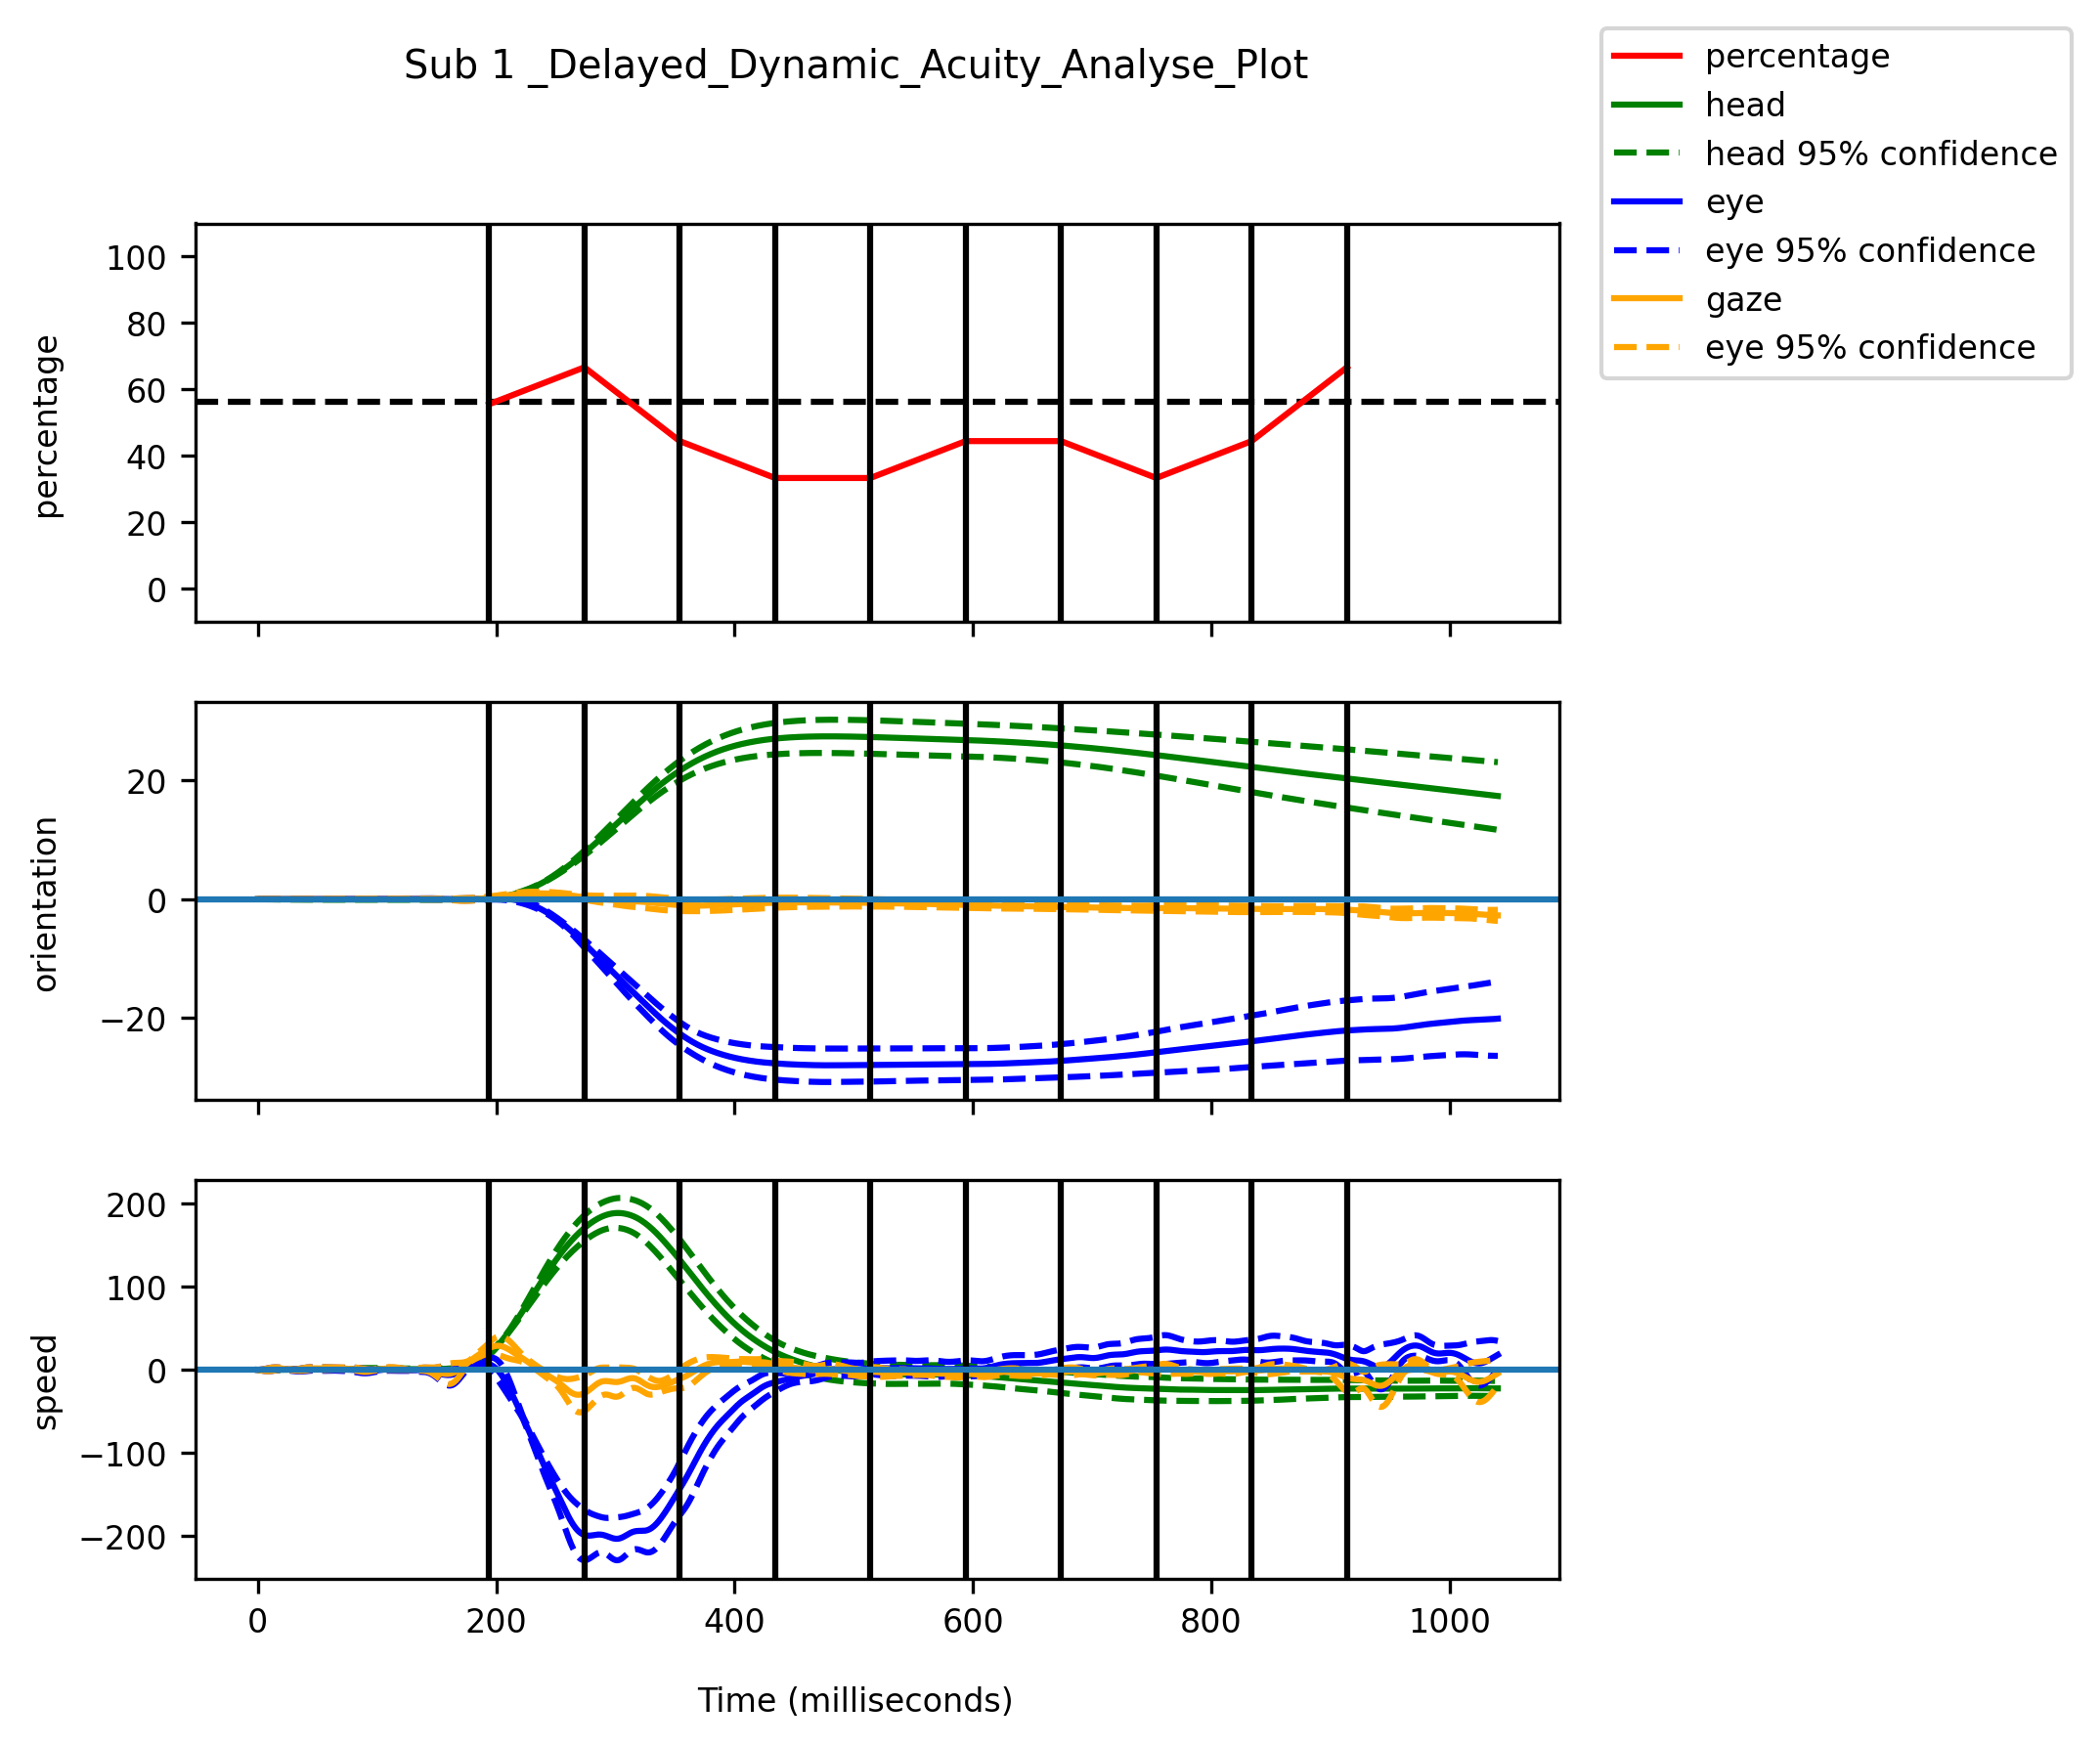 Sub 1 _Delayed_Dynamic_Acuity_Analyse_Plot
percentage
head
head 95% confidence
eye
eye 95% confidence
gaze
eye 95% confidence
percentage
100
80
60
40
20
0
orientation
20
0
−20
speed
200
100
0
−100
−200
0 200 400 600 800 1000
Time (milliseconds)